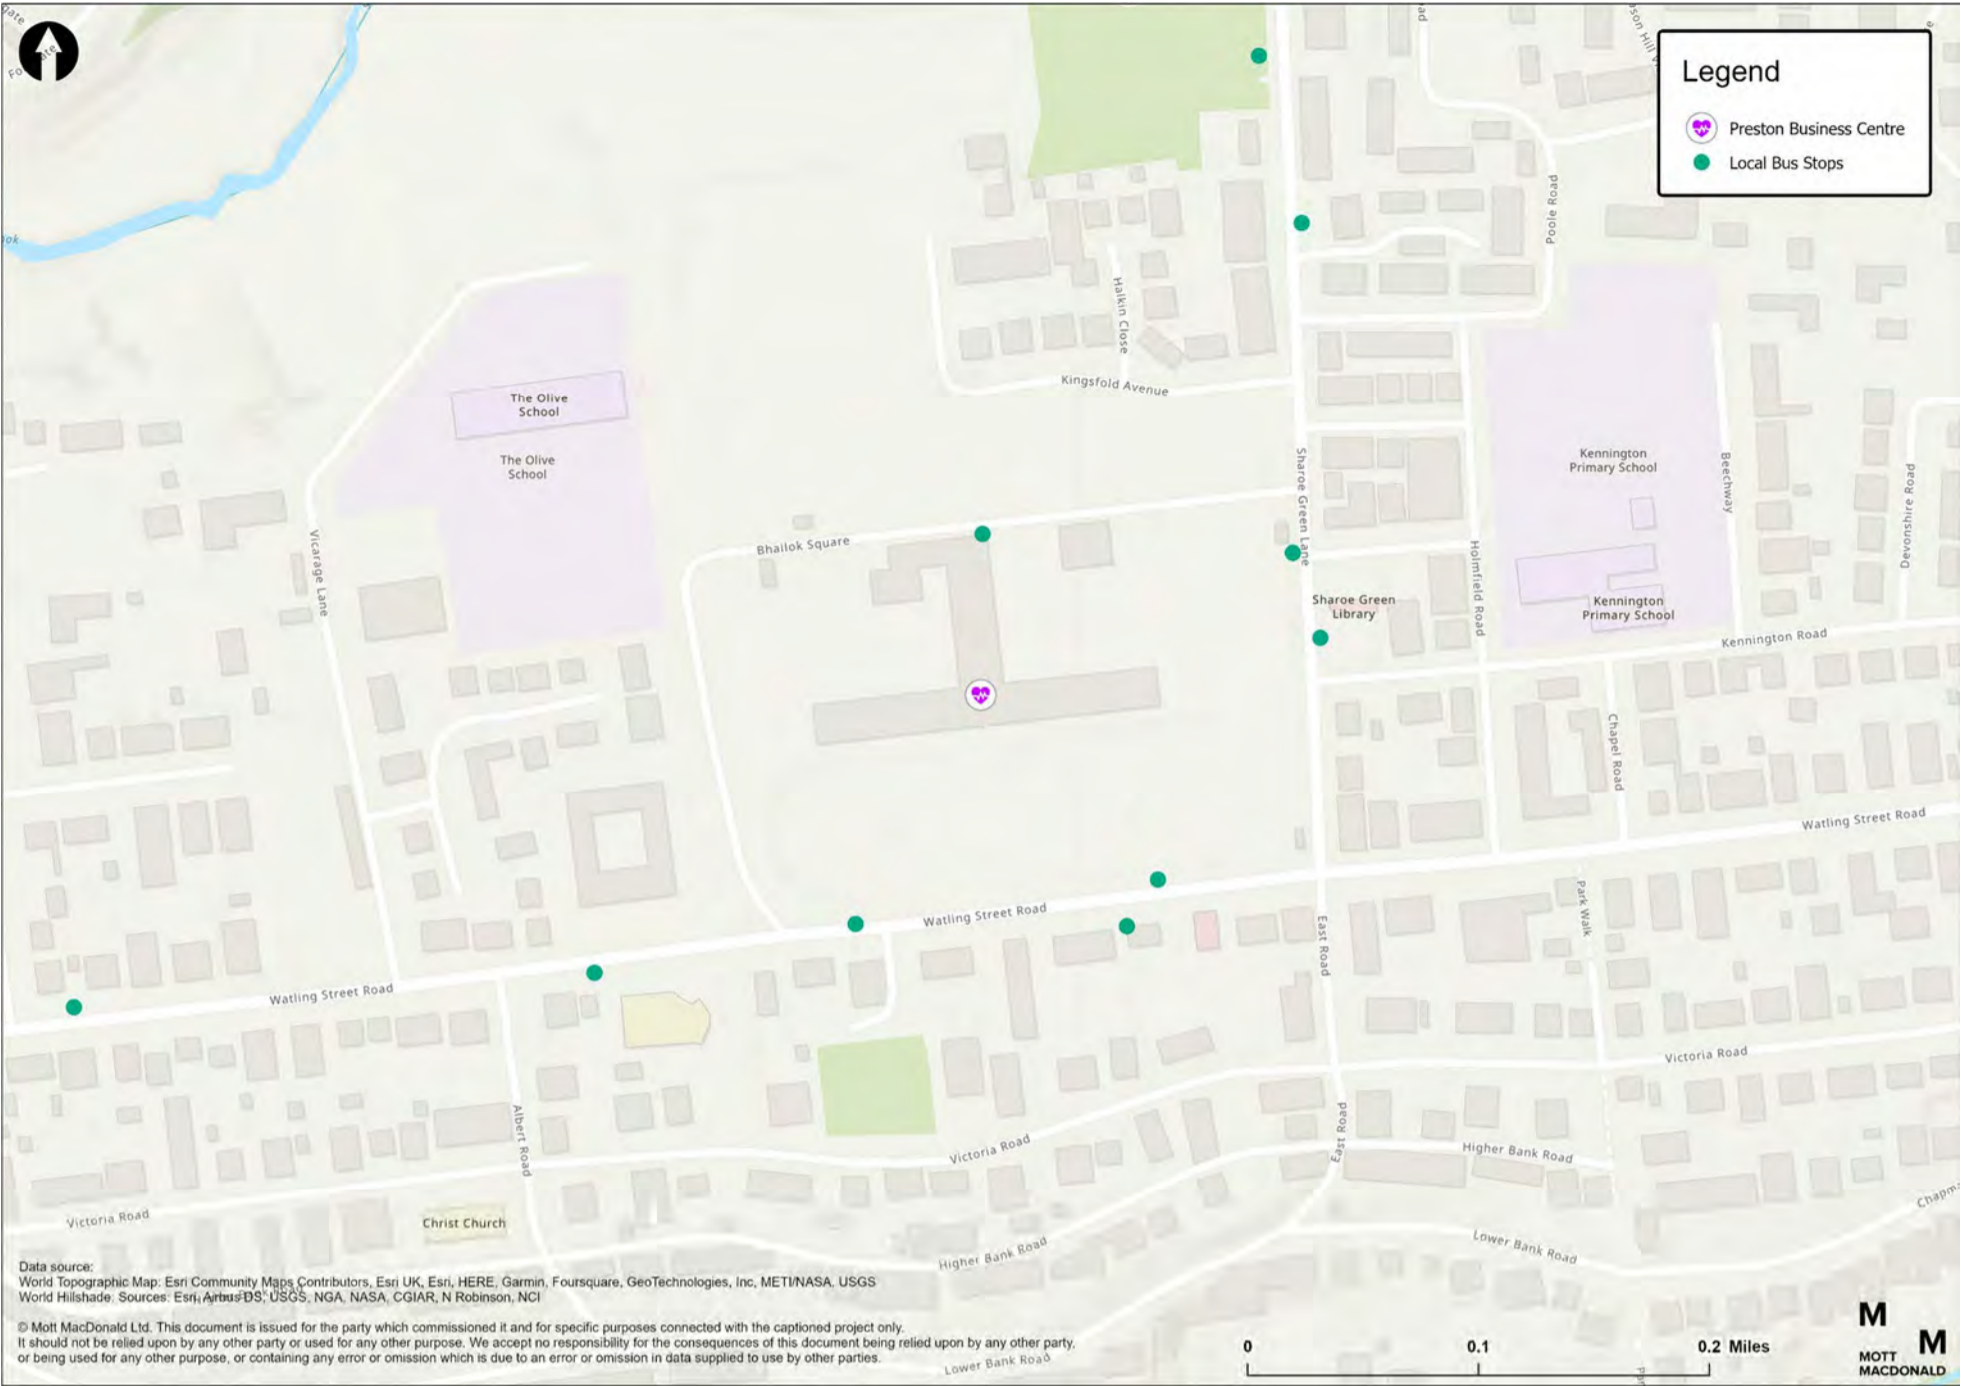 gate
ok
Legend
Preston Business Centre
Local Bus Stops
Poole Road
Halkin Close
Kingsfold Avenue
The Olive
School
The Olive
School
Kennington
Primary School
Beechway
Devonshire Road
Sharoe Green Lane
Bhailok Square
Vicarage Lane
Holmfield Road
Sharoe Green
Library
Kennington
Primary School
Kennington Road
Chapel Road
Watling Street Road
Park Walk
Watling Street Road
East Road
Watling Street Road
Victoria Road
Albert Road
East Road
Victoria Road
Higher Bank Road
Victoria Road
Christ Church
Higher Bank Road
Lower Bank Road
Chapm
Data source:
World Topographic Map: Esri Community Maps Contributors, Esri UK, Esri, HERE, Garmin, Foursquare, GeoTechnologies, Inc, METI/NASA, USGS
World Hillshade: Sources: Esri, Airbus DS, USGS, NGA, NASA, CGIAR, N Robinson, NCI
© Mott MacDonald Ltd. This document is issued for the party which commissioned it and for specific purposes connected with the captioned project only.
It should not be relied upon by any other party or used for any other purpose. We accept no responsibility for the consequences of this document being relied upon by any other party,
or being used for any other purpose, or containing any error or omission which is due to an error or omission in data supplied to use by other parties.
Lower Bank Road
0 0.1 0.2 Miles
M
M
MOTT
MACDONALD